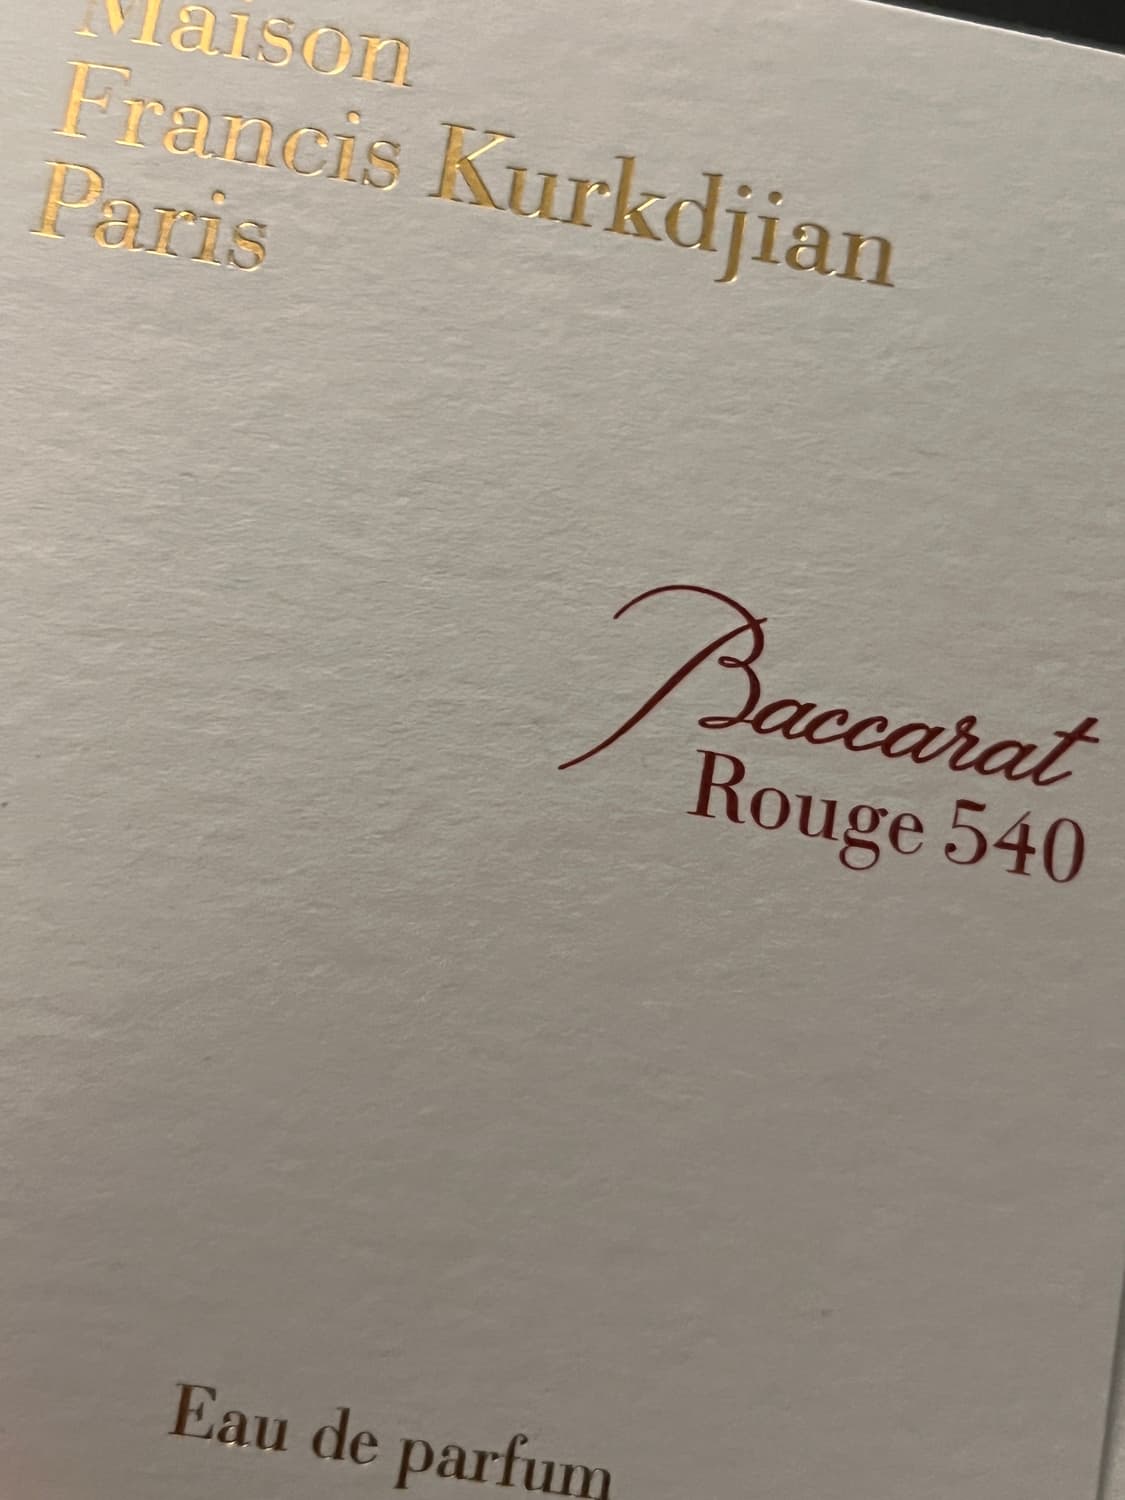 Maison
Francis Kurkdjian
Paris
Baccarat
Rouge 540
Eau de parfum